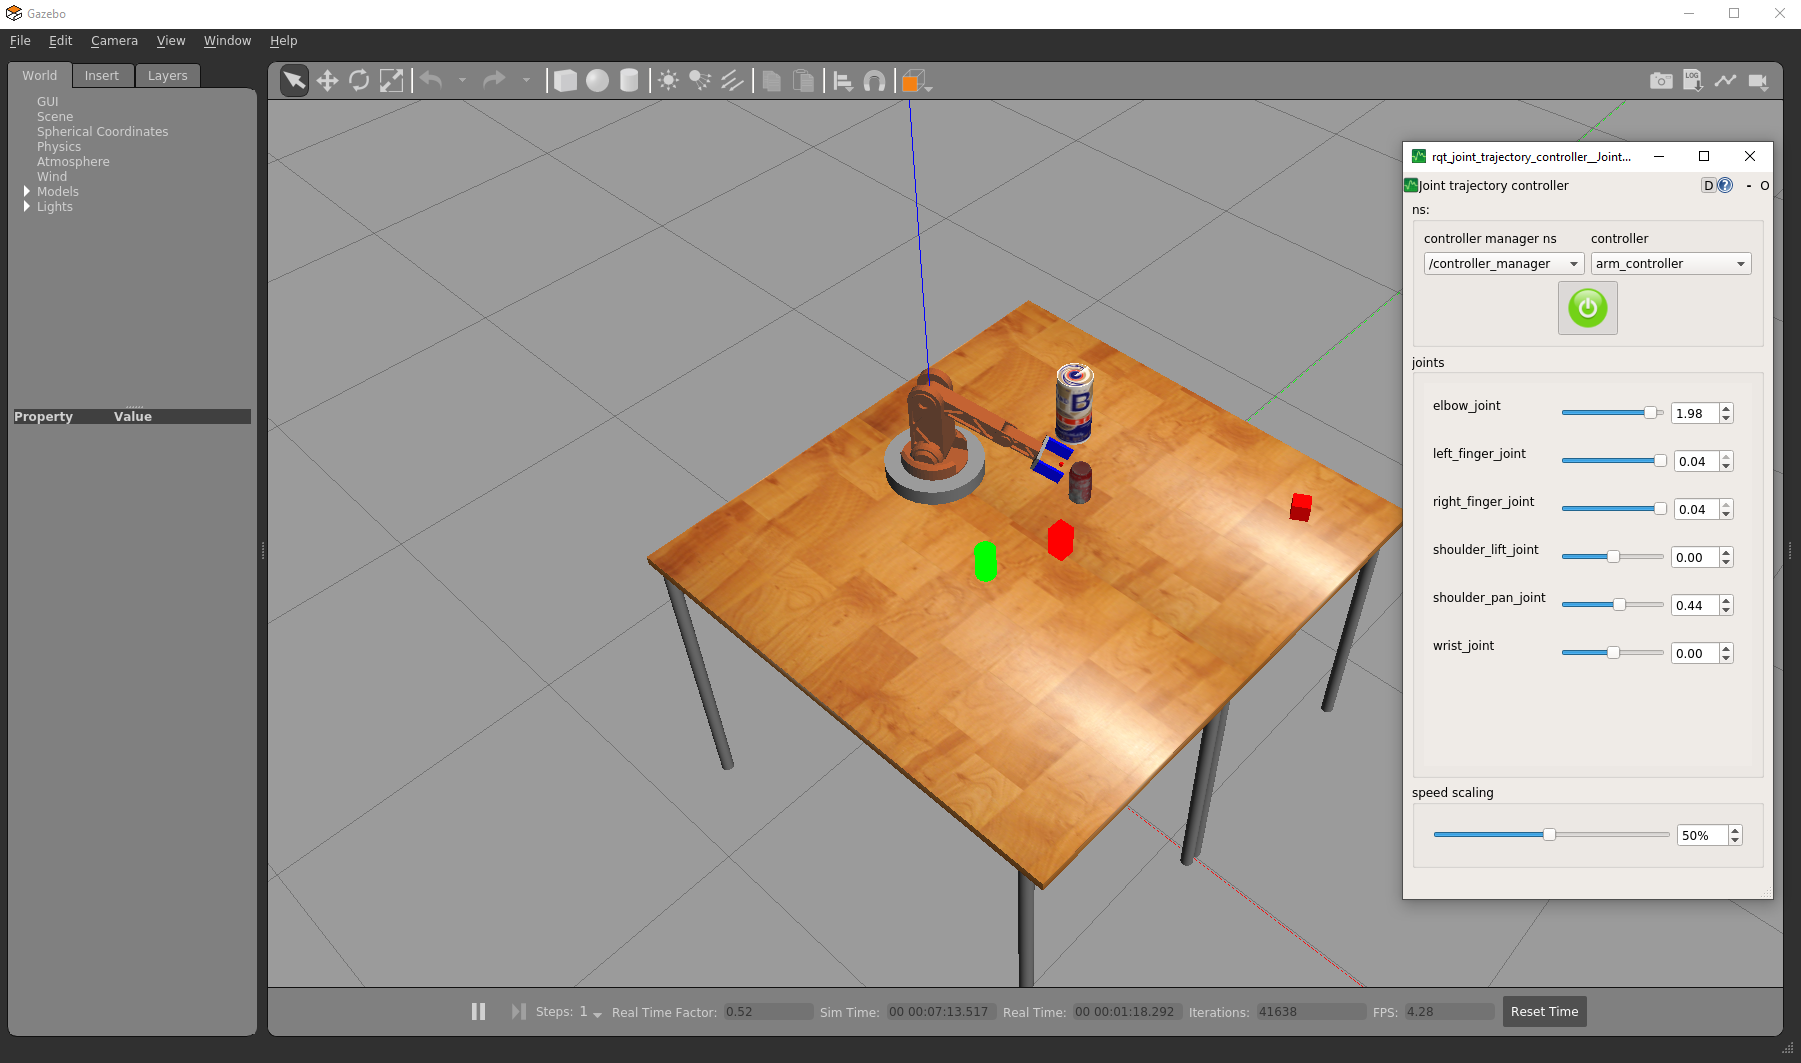 Gazebo
File Edit Camera View Window Help
World Insert Layers
GUI
Scene
Spherical Coordinates
Physics
Atmosphere
Wind
Models
Lights
Property Value
LOG
B
rqt_joint_trajectory_controller__Joint...
Joint trajectory controller
D ? - O
ns:
controller manager ns controller
/controller_manager arm_controller
joints
elbow_joint 1.98
left_finger_joint 0.04
right_finger_joint 0.04
shoulder_lift_joint 0.00
shoulder_pan_joint 0.44
wrist_joint 0.00
speed scaling
50%
Steps: 1 Real Time Factor: 0.52 Sim Time: 00 00:07:13.517 Real Time: 00 00:01:18.292 Iterations: 41638 FPS: 4.28 Reset Time